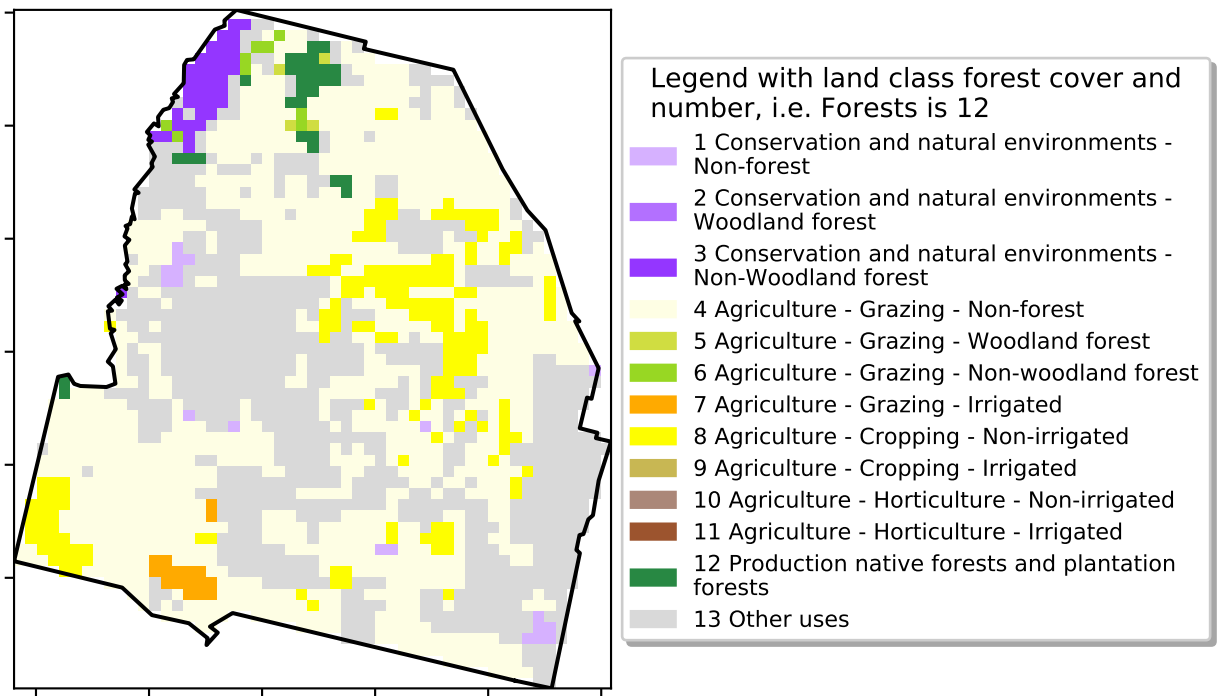 Legend with land class forest cover and
number, i.e. Forests is 12
1 Conservation and natural environments -
Non-forest
2 Conservation and natural environments -
Woodland forest
3 Conservation and natural environments -
Non-Woodland forest
4 Agriculture - Grazing - Non-forest
5 Agriculture - Grazing - Woodland forest
6 Agriculture - Grazing - Non-woodland forest
7 Agriculture - Grazing - Irrigated
8 Agriculture - Cropping - Non-irrigated
9 Agriculture - Cropping - Irrigated
10 Agriculture - Horticulture - Non-irrigated
11 Agriculture - Horticulture - Irrigated
12 Production native forests and plantation
forests
13 Other uses